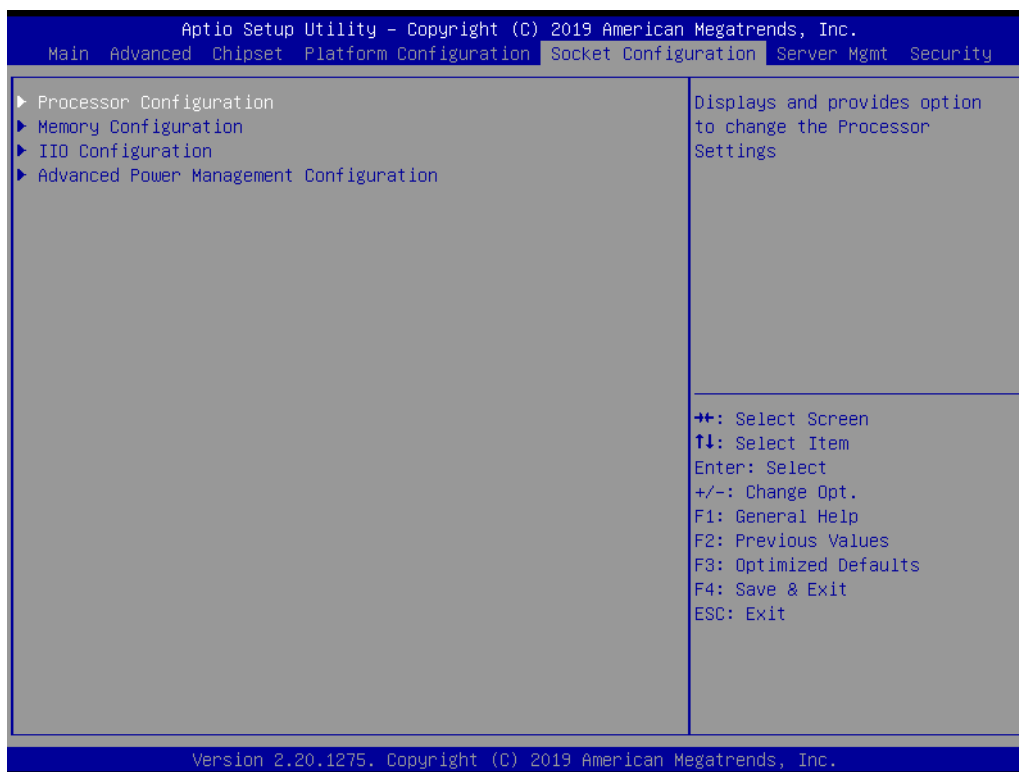 Aptio Setup Utility – Copyright (C) 2019 American Megatrends, Inc.
Main Advanced Chipset Platform Configuration Socket Configuration Server Mgmt Security
Processor Configuration
Memory Configuration
IIO Configuration
Advanced Power Management Configuration
Displays and provides option
to change the Processor
Settings
→←: Select Screen
↑↓: Select Item
Enter: Select
+/-: Change Opt.
F1: General Help
F2: Previous Values
F3: Optimized Defaults
F4: Save & Exit
ESC: Exit
Version 2.20.1275. Copyright (C) 2019 American Megatrends, Inc.